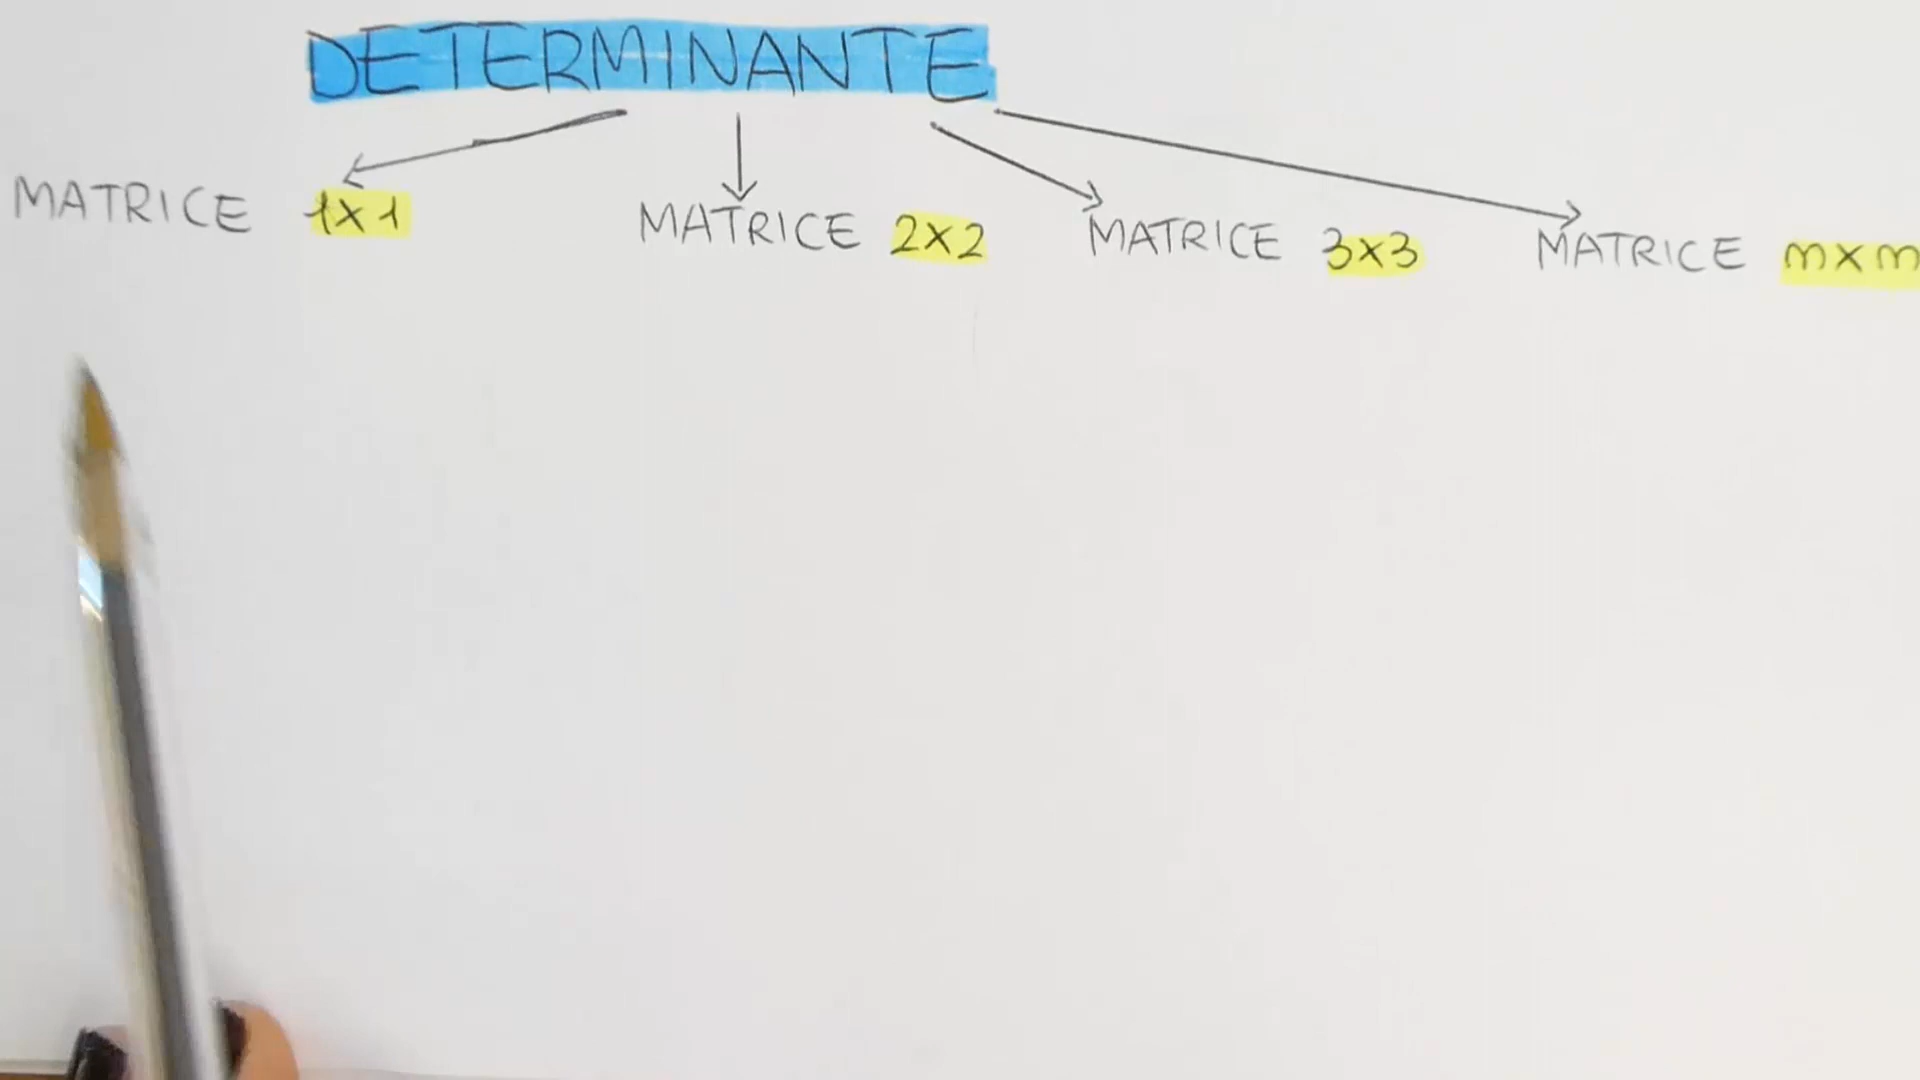 DETERMINANTE
MATRICE 1x1
MATRICE 2x2
MATRICE 3x3
MATRICE mxm